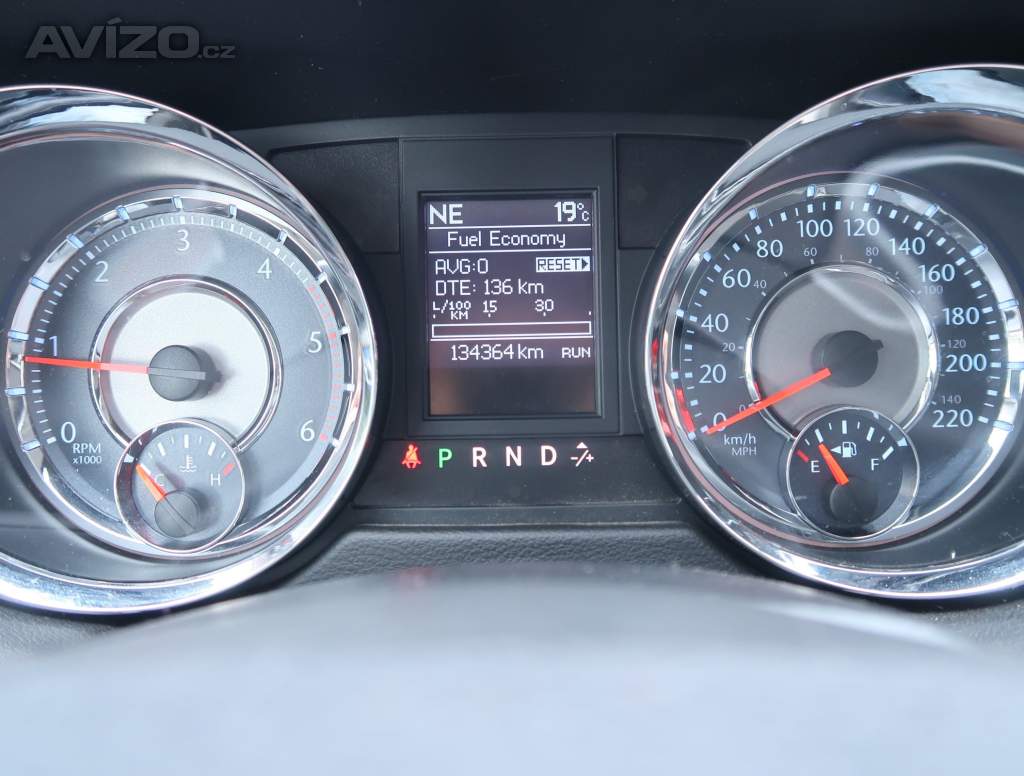 AVÍZO.cz
NE 19°C
Fuel Economy
AVG:0 RESET
DTE: 136 km
L/100 KM 15 30
134364 km RUN
P R N D -/+
0 1 2 3 4 5 6
RPM
x1000
C H
0 20 40 60 80 100 120 140 160 180 200 220
0 20 40 60 80 100 120 140
km/h
MPH
E F